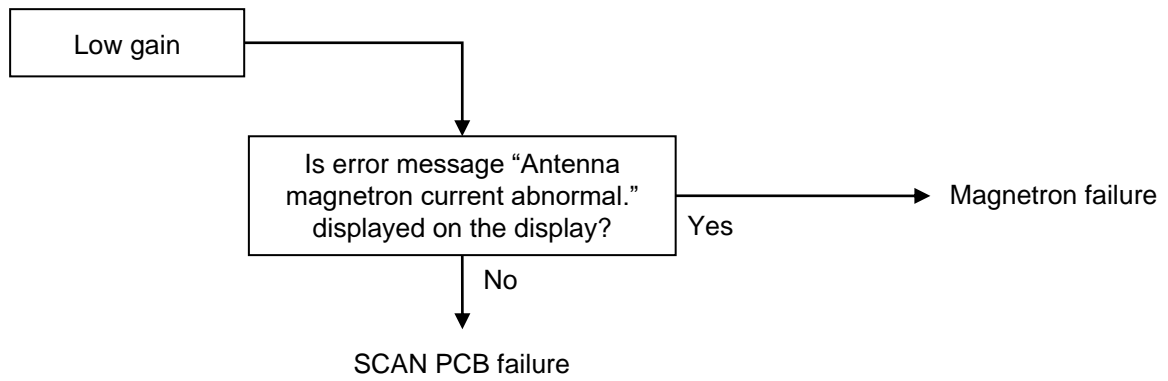 Low gain
Is error message “Antenna
magnetron current abnormal.”
displayed on the display?
Magnetron failure
Yes
No
SCAN PCB failure